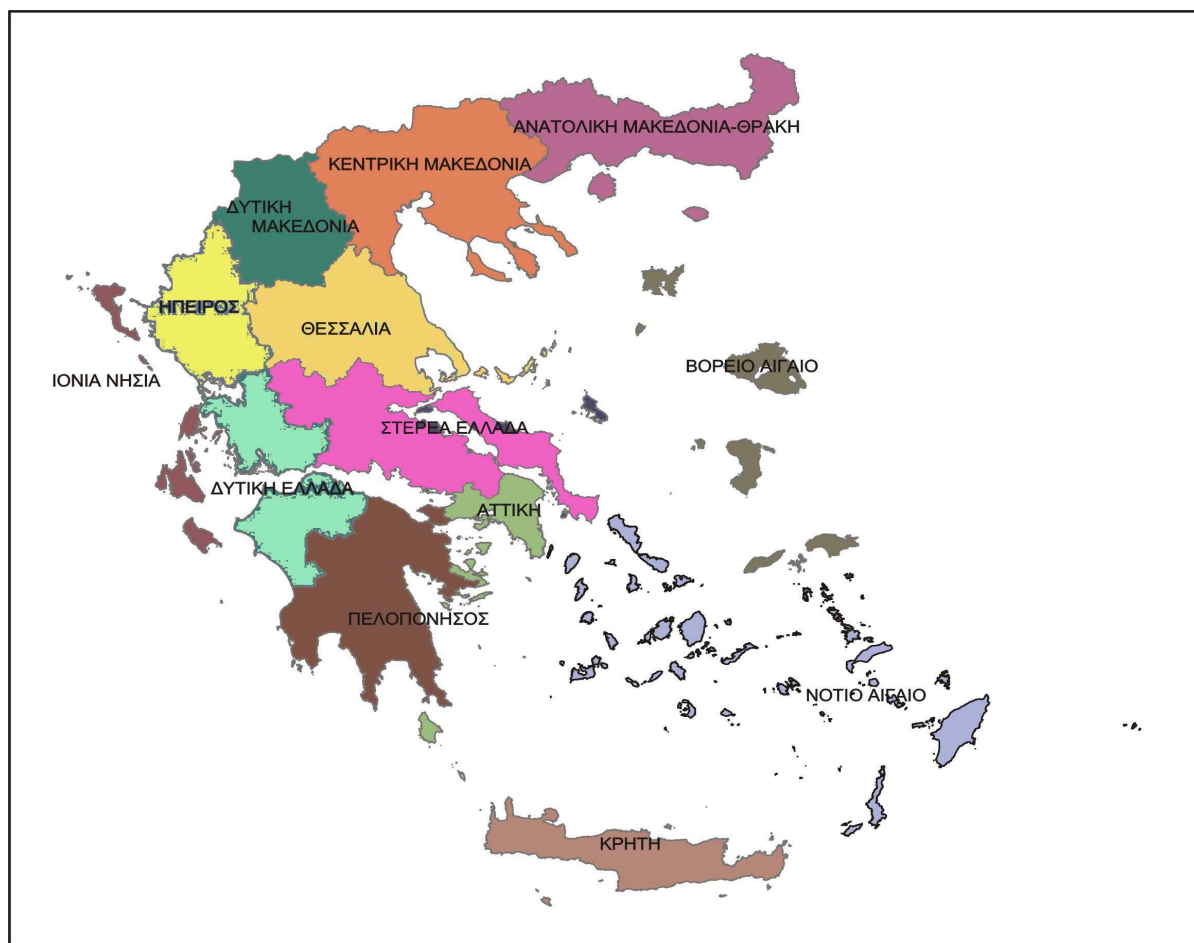 ΑΝΑΤΟΛΙΚΗ ΜΑΚΕΔΟΝΙΑ-ΘΡΑΚΗ
ΚΕΝΤΡΙΚΗ ΜΑΚΕΔΟΝΙΑ
ΔΥΤΙΚΗ
ΜΑΚΕΔΟΝΙΑ
ΗΠΕΙΡΟΣ
ΘΕΣΣΑΛΙΑ
ΒΟΡΕΙΟ ΑΙΓΑΙΟ
ΙΟΝΙΑ ΝΗΣΙΑ
ΣΤΕΡΕΑ ΕΛΛΑΔΑ
ΔΥΤΙΚΗ ΕΛΛΑΔΑ
ΑΤΤΙΚΗ
ΠΕΛΟΠΟΝΗΣΟΣ
ΝΟΤΙΟ ΑΙΓΑΙΟ
ΚΡΗΤΗ